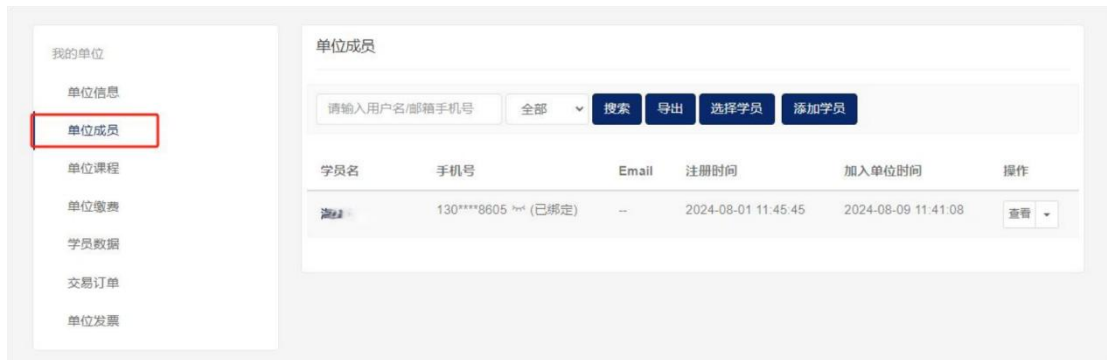 我的单位
单位信息
单位成员
单位课程
单位缴费
学员数据
交易订单
单位发票
单位成员
请输入用户名/邮箱手机号 全部 搜索 导出 选择学员 添加学员
学员名 手机号 Email 注册时间 加入单位时间 操作
130****8605 (已绑定) -- 2024-08-01 11:45:45 2024-08-09 11:41:08 查看